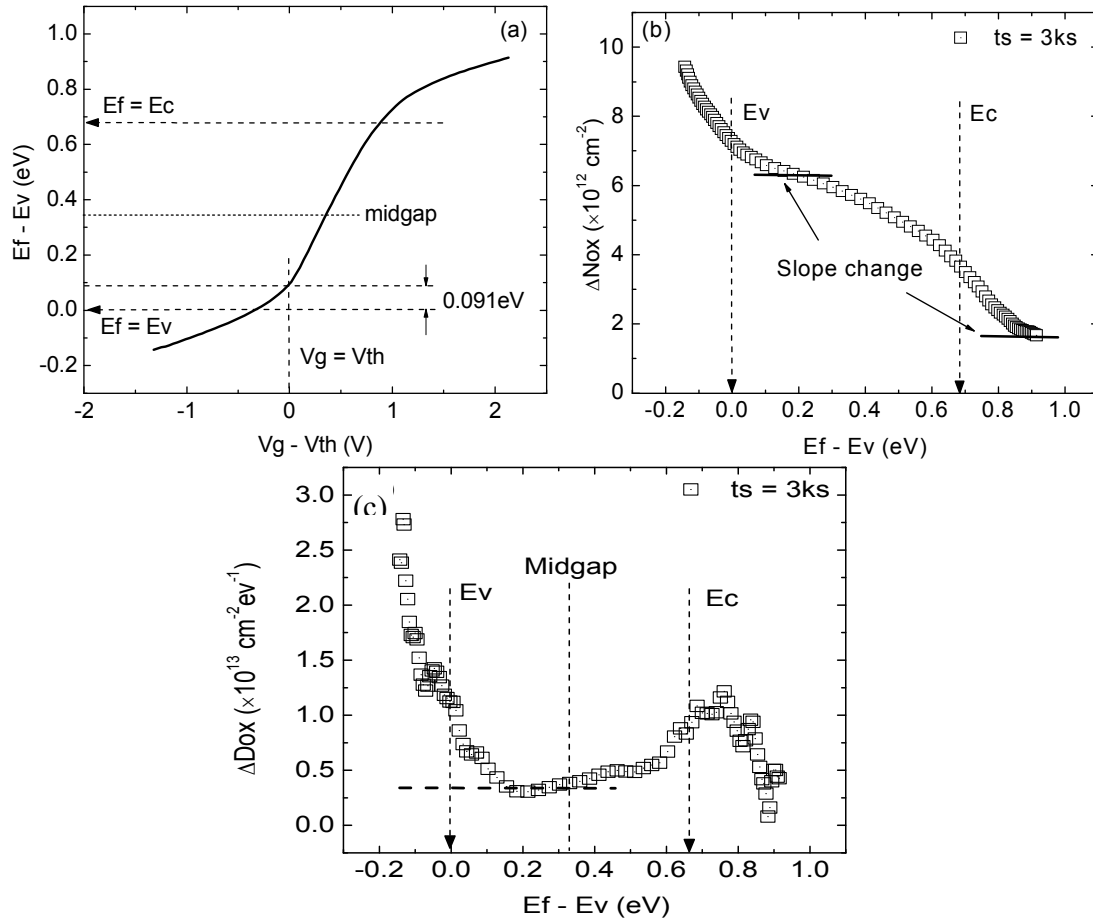 (a)
1.0
0.8
0.6
0.4
0.2
0.0
-0.2
Ef - Ev (eV)
Ef = Ec
midgap
0.091eV
Ef = Ev
Vg = Vth
-2 -1 0 1 2
Vg - Vth (V)
(b)
ts = 3ks
10
8
6
4
2
0
ΔNox (×10¹² cm⁻²)
Ev
Ec
Slope change
-0.2 0.0 0.2 0.4 0.6 0.8 1.0
Ef - Ev (eV)
(c)
ts = 3ks
3.0
2.5
2.0
1.5
1.0
0.5
0.0
ΔDox (×10¹³ cm⁻²ev⁻¹)
Midgap
Ev
Ec
-0.2 0.0 0.2 0.4 0.6 0.8 1.0
Ef - Ev (eV)